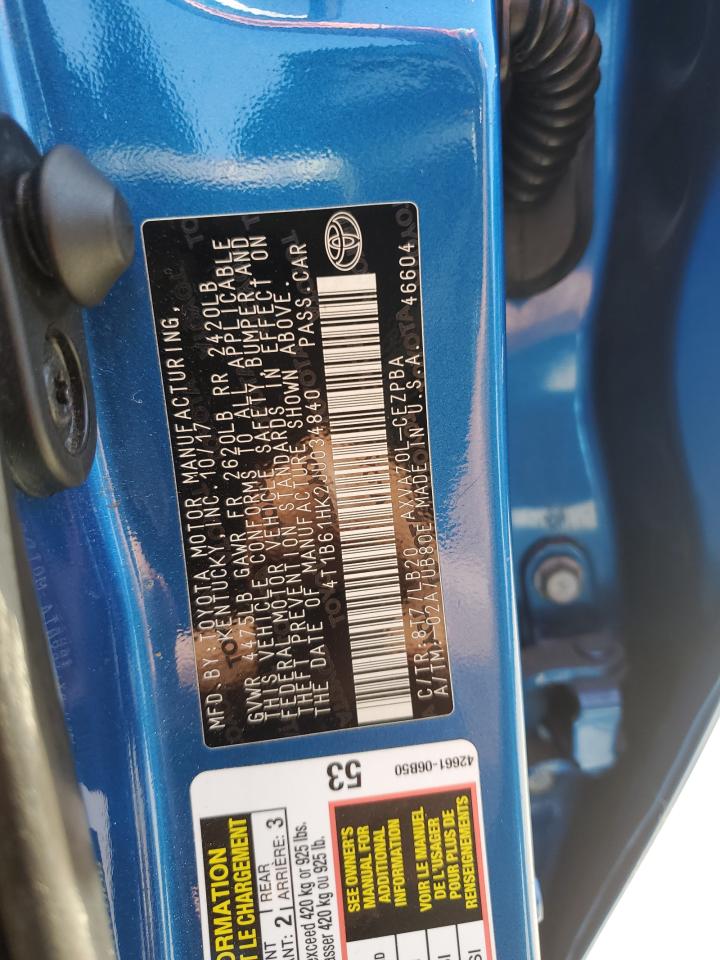 MFD. BY: TOYOTA MOTOR MANUFACTURING,
KENTUCKY, INC. 10/17
GVWR 4475LB GAWR FR 2620LB RR 2420LB
THIS VEHICLE CONFORMS TO ALL APPLICABLE
FEDERAL MOTOR VEHICLE SAFETY, BUMPER AND
THEFT PREVENTION STANDARDS IN EFFECT ON
THE DATE OF MANUFACTURE SHOWN ABOVE.
PASS. CAR
C/TR: 8T7/LB20 AXVA70L-CEZPBA
A/TM: -02A/UB80E MADE IN U.S.A. 46604
53
42661-06B50
LE CHARGEMENT
REAR
2 ARRIÈRE: 3
exceed 420 kg or 925 lbs.
420 kg ou 925 lb.
SEE OWNER'S
MANUAL FOR
ADDITIONAL
INFORMATION
VOIR LE MANUEL
DE L'USAGER
POUR PLUS DE
RENSEIGNEMENTS